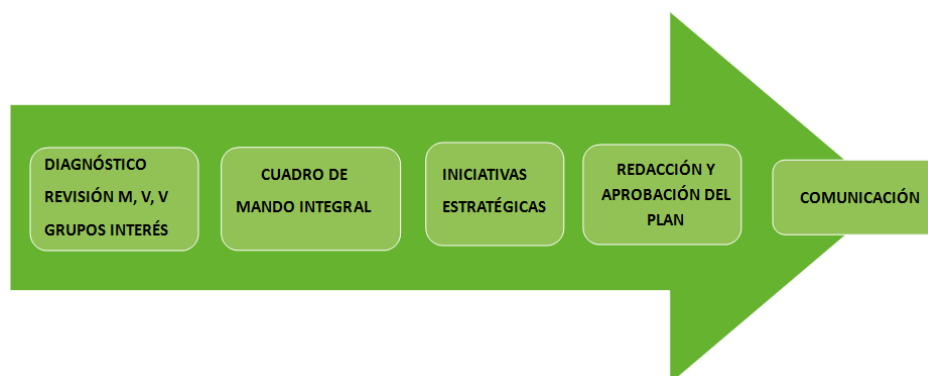 DIAGNÓSTICO
REVISIÓN M, V, V
GRUPOS INTERÉS
CUADRO DE
MANDO INTEGRAL
INICIATIVAS
ESTRATÉGICAS
REDACCIÓN Y
APROBACIÓN DEL
PLAN
COMUNICACIÓN